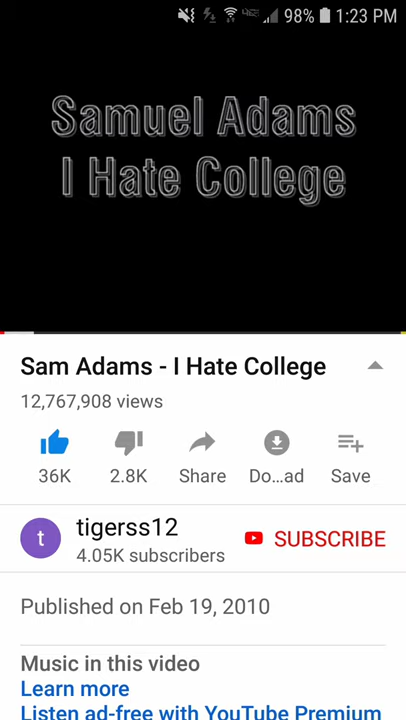 98% 1:23 PM
Samuel Adams
I Hate College
Sam Adams - I Hate College
12,767,908 views
36K 2.8K Share Do...ad Save
t tigerss12 SUBSCRIBE
4.05K subscribers
Published on Feb 19, 2010
Music in this video
Learn more
Listen ad-free with YouTube Premium